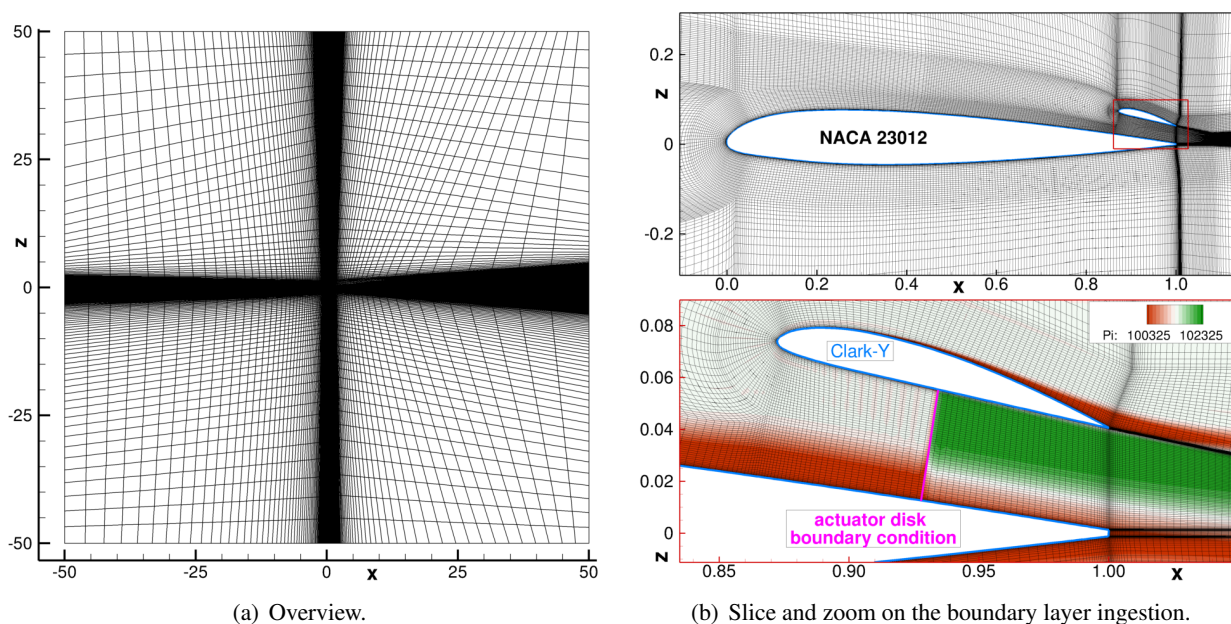 50
25
z
0
-25
-50
-50
-25
0
x
25
50
(a) Overview.
0.2
z
0
-0.2
NACA 23012
0.0
0.2
0.4
x
0.6
0.8
1.0
Pi: 100325 102325
0.08
Clark-Y
0.06
0.04
0.02
actuator disk
boundary condition
0
z
0.85
0.90
0.95
1.00
x
(b) Slice and zoom on the boundary layer ingestion.